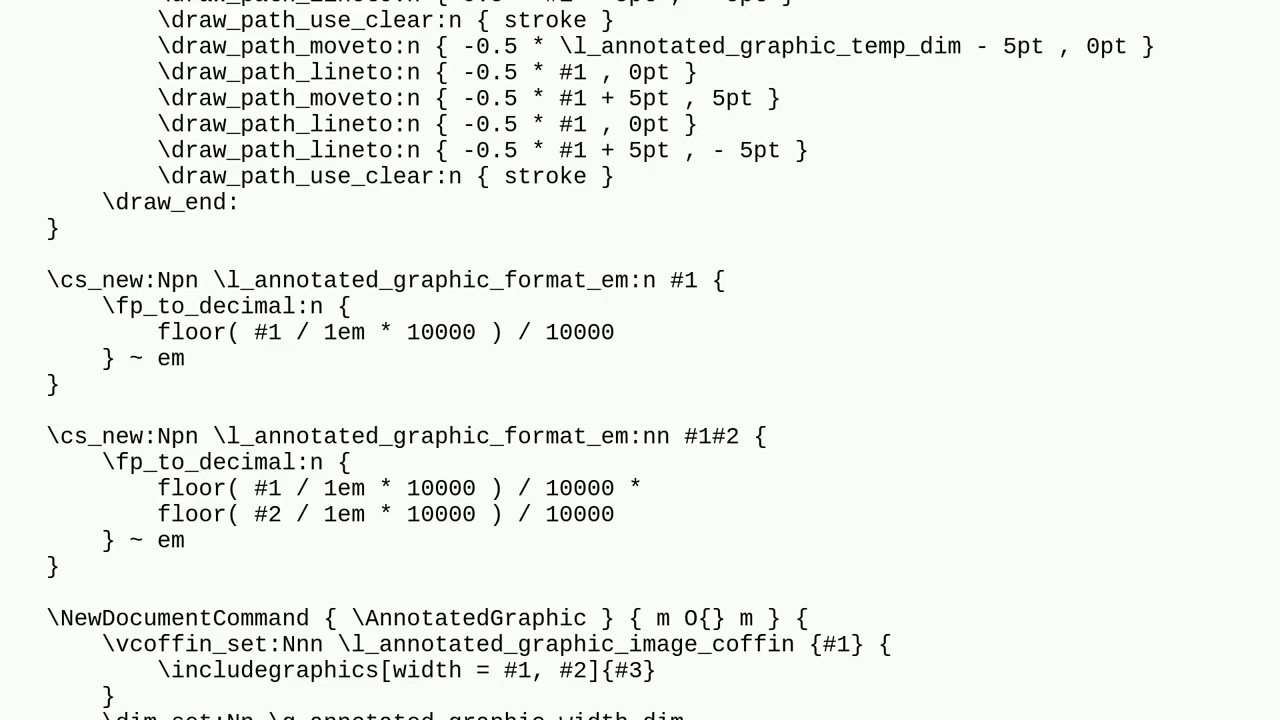 \draw_path_use_clear:n { stroke }
\draw_path_moveto:n { -0.5 * \l_annotated_graphic_temp_dim - 5pt , 0pt }
\draw_path_lineto:n { -0.5 * #1 , 0pt }
\draw_path_moveto:n { -0.5 * #1 + 5pt , 5pt }
\draw_path_lineto:n { -0.5 * #1 , 0pt }
\draw_path_lineto:n { -0.5 * #1 + 5pt , - 5pt }
\draw_path_use_clear:n { stroke }
\draw_end:
}
\cs_new:Npn \l_annotated_graphic_format_em:n #1 {
\fp_to_decimal:n {
floor( #1 / 1em * 10000 ) / 10000
} ~ em
}
\cs_new:Npn \l_annotated_graphic_format_em:nn #1#2 {
\fp_to_decimal:n {
floor( #1 / 1em * 10000 ) / 10000 *
floor( #2 / 1em * 10000 ) / 10000
} ~ em
}
\NewDocumentCommand { \AnnotatedGraphic } { m O{} m } {
\vcoffin_set:Nnn \l_annotated_graphic_image_coffin {#1} {
\includegraphics[width = #1, #2]{#3}
}
\dim_set:Nn \g_annotated_graphic_width_dim